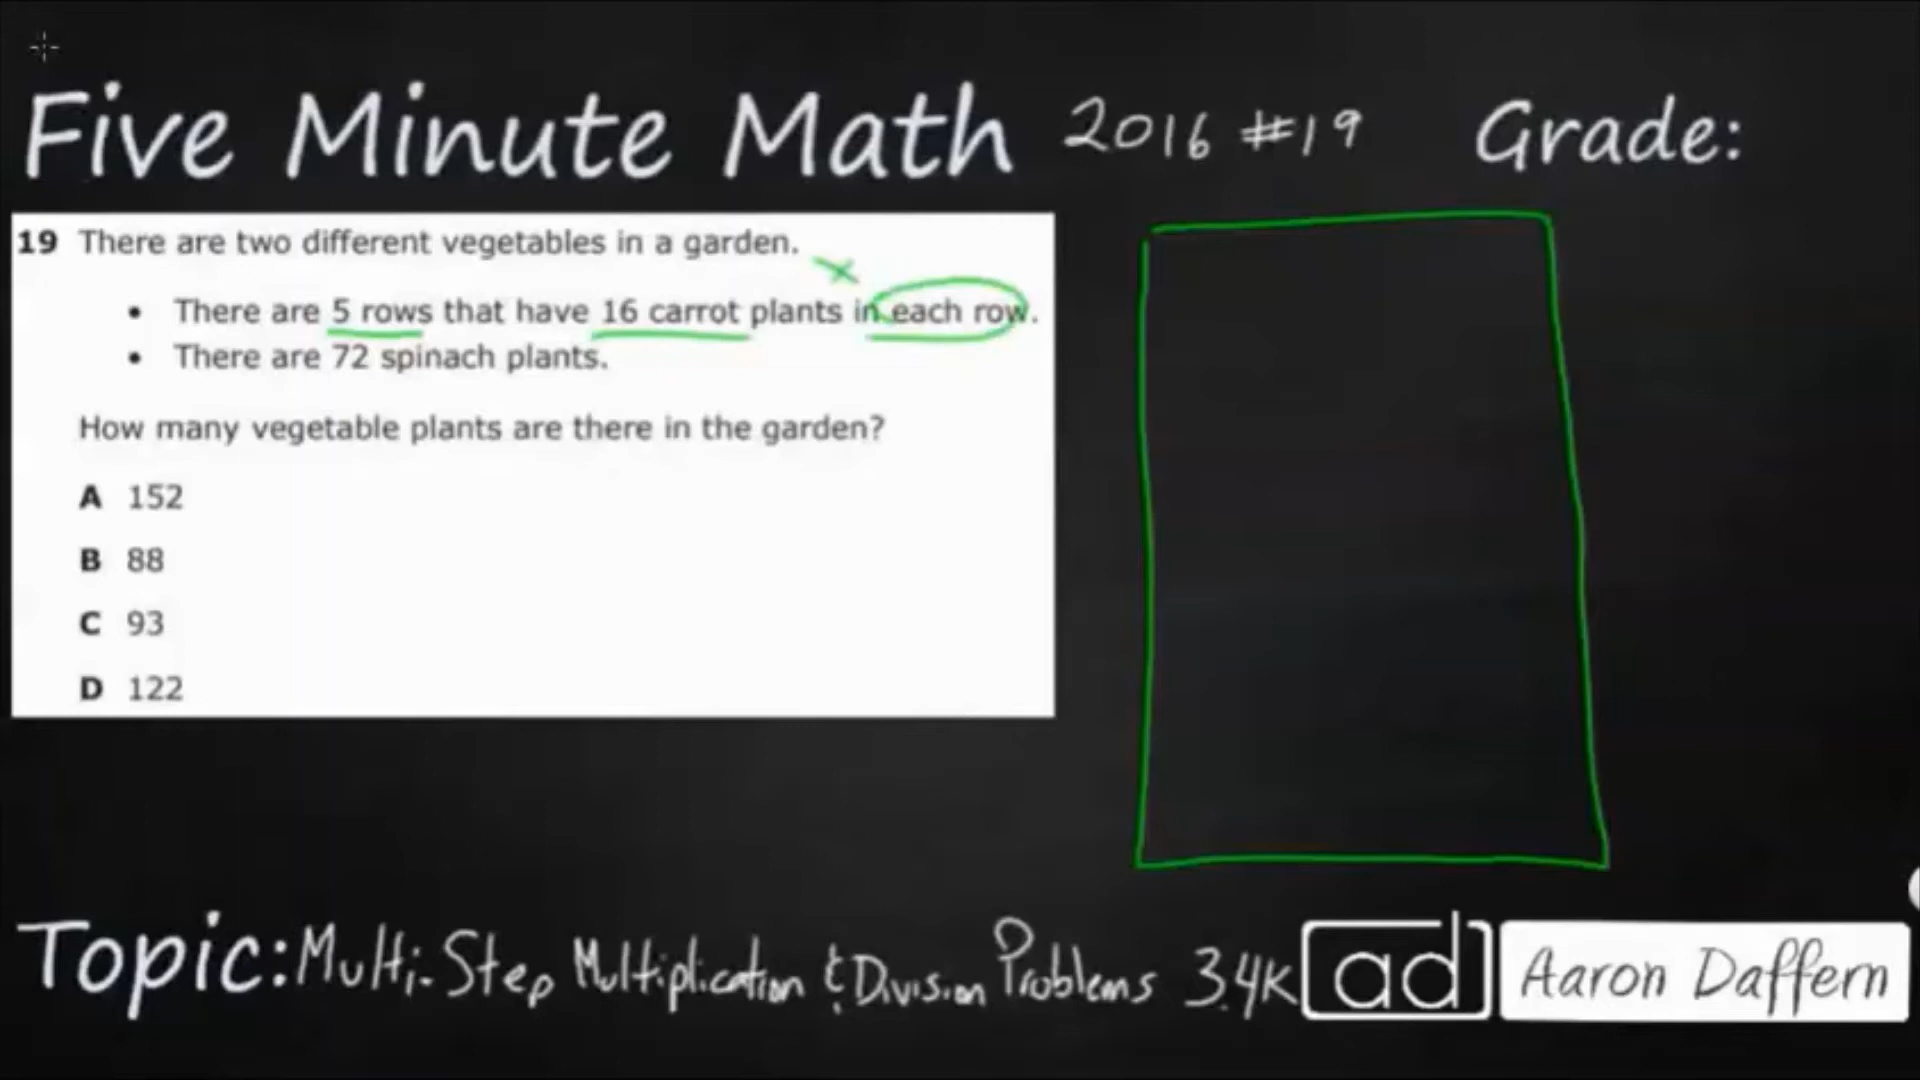 Five Minute Math 2016 #19 Grade:
19 There are two different vegetables in a garden.
x
• There are 5 rows that have 16 carrot plants in each row.
• There are 72 spinach plants.
How many vegetable plants are there in the garden?
A 152
B 88
C 93
D 122
Topic: Multi-Step Multiplication & Division Problems 3.4K ad Aaron Daffern